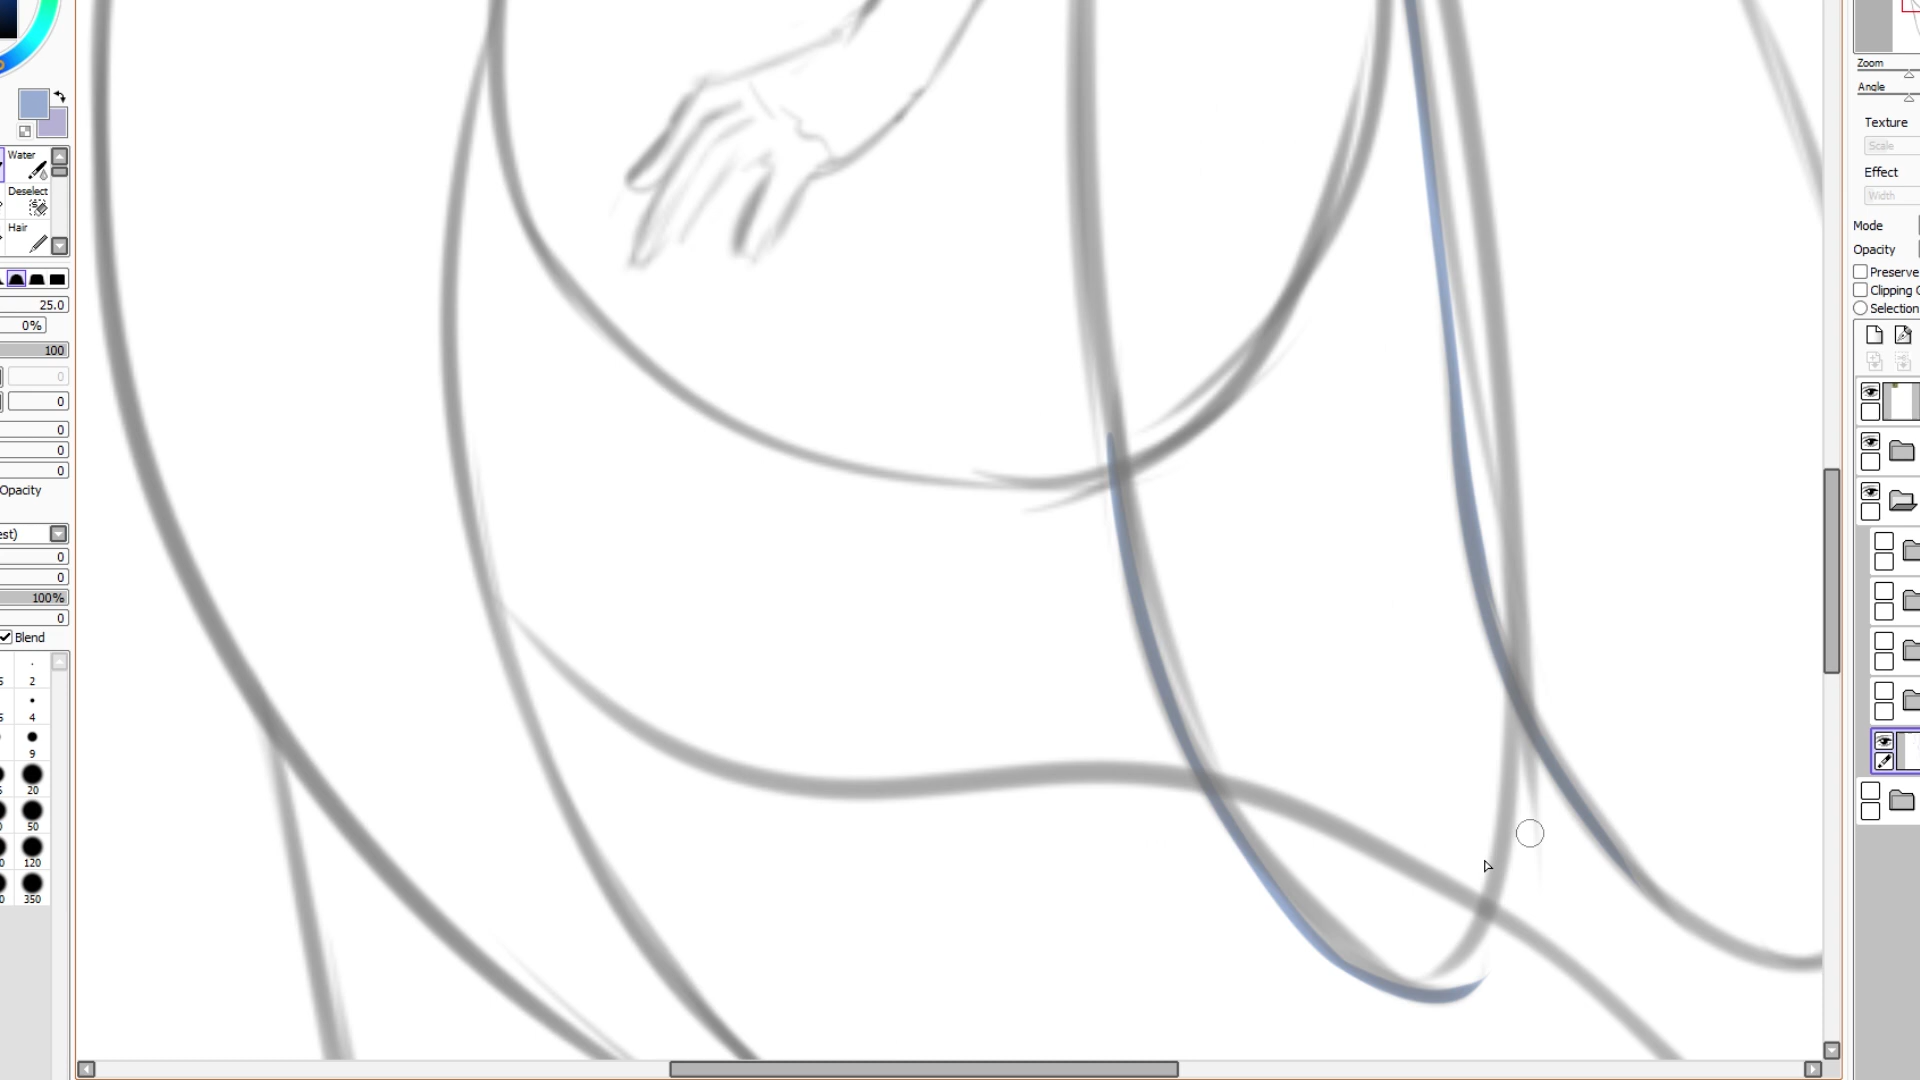 Water
Deselect
Hair
25.0
0%
100
0
0
0
0
0
Opacity
est)
0
0
100%
0
Blend
2
4
9
20
50
120
350
Zoom
Angle
Texture
Scale
Effect
Width
Mode
Opacity
Preserve
Clipping
Selection